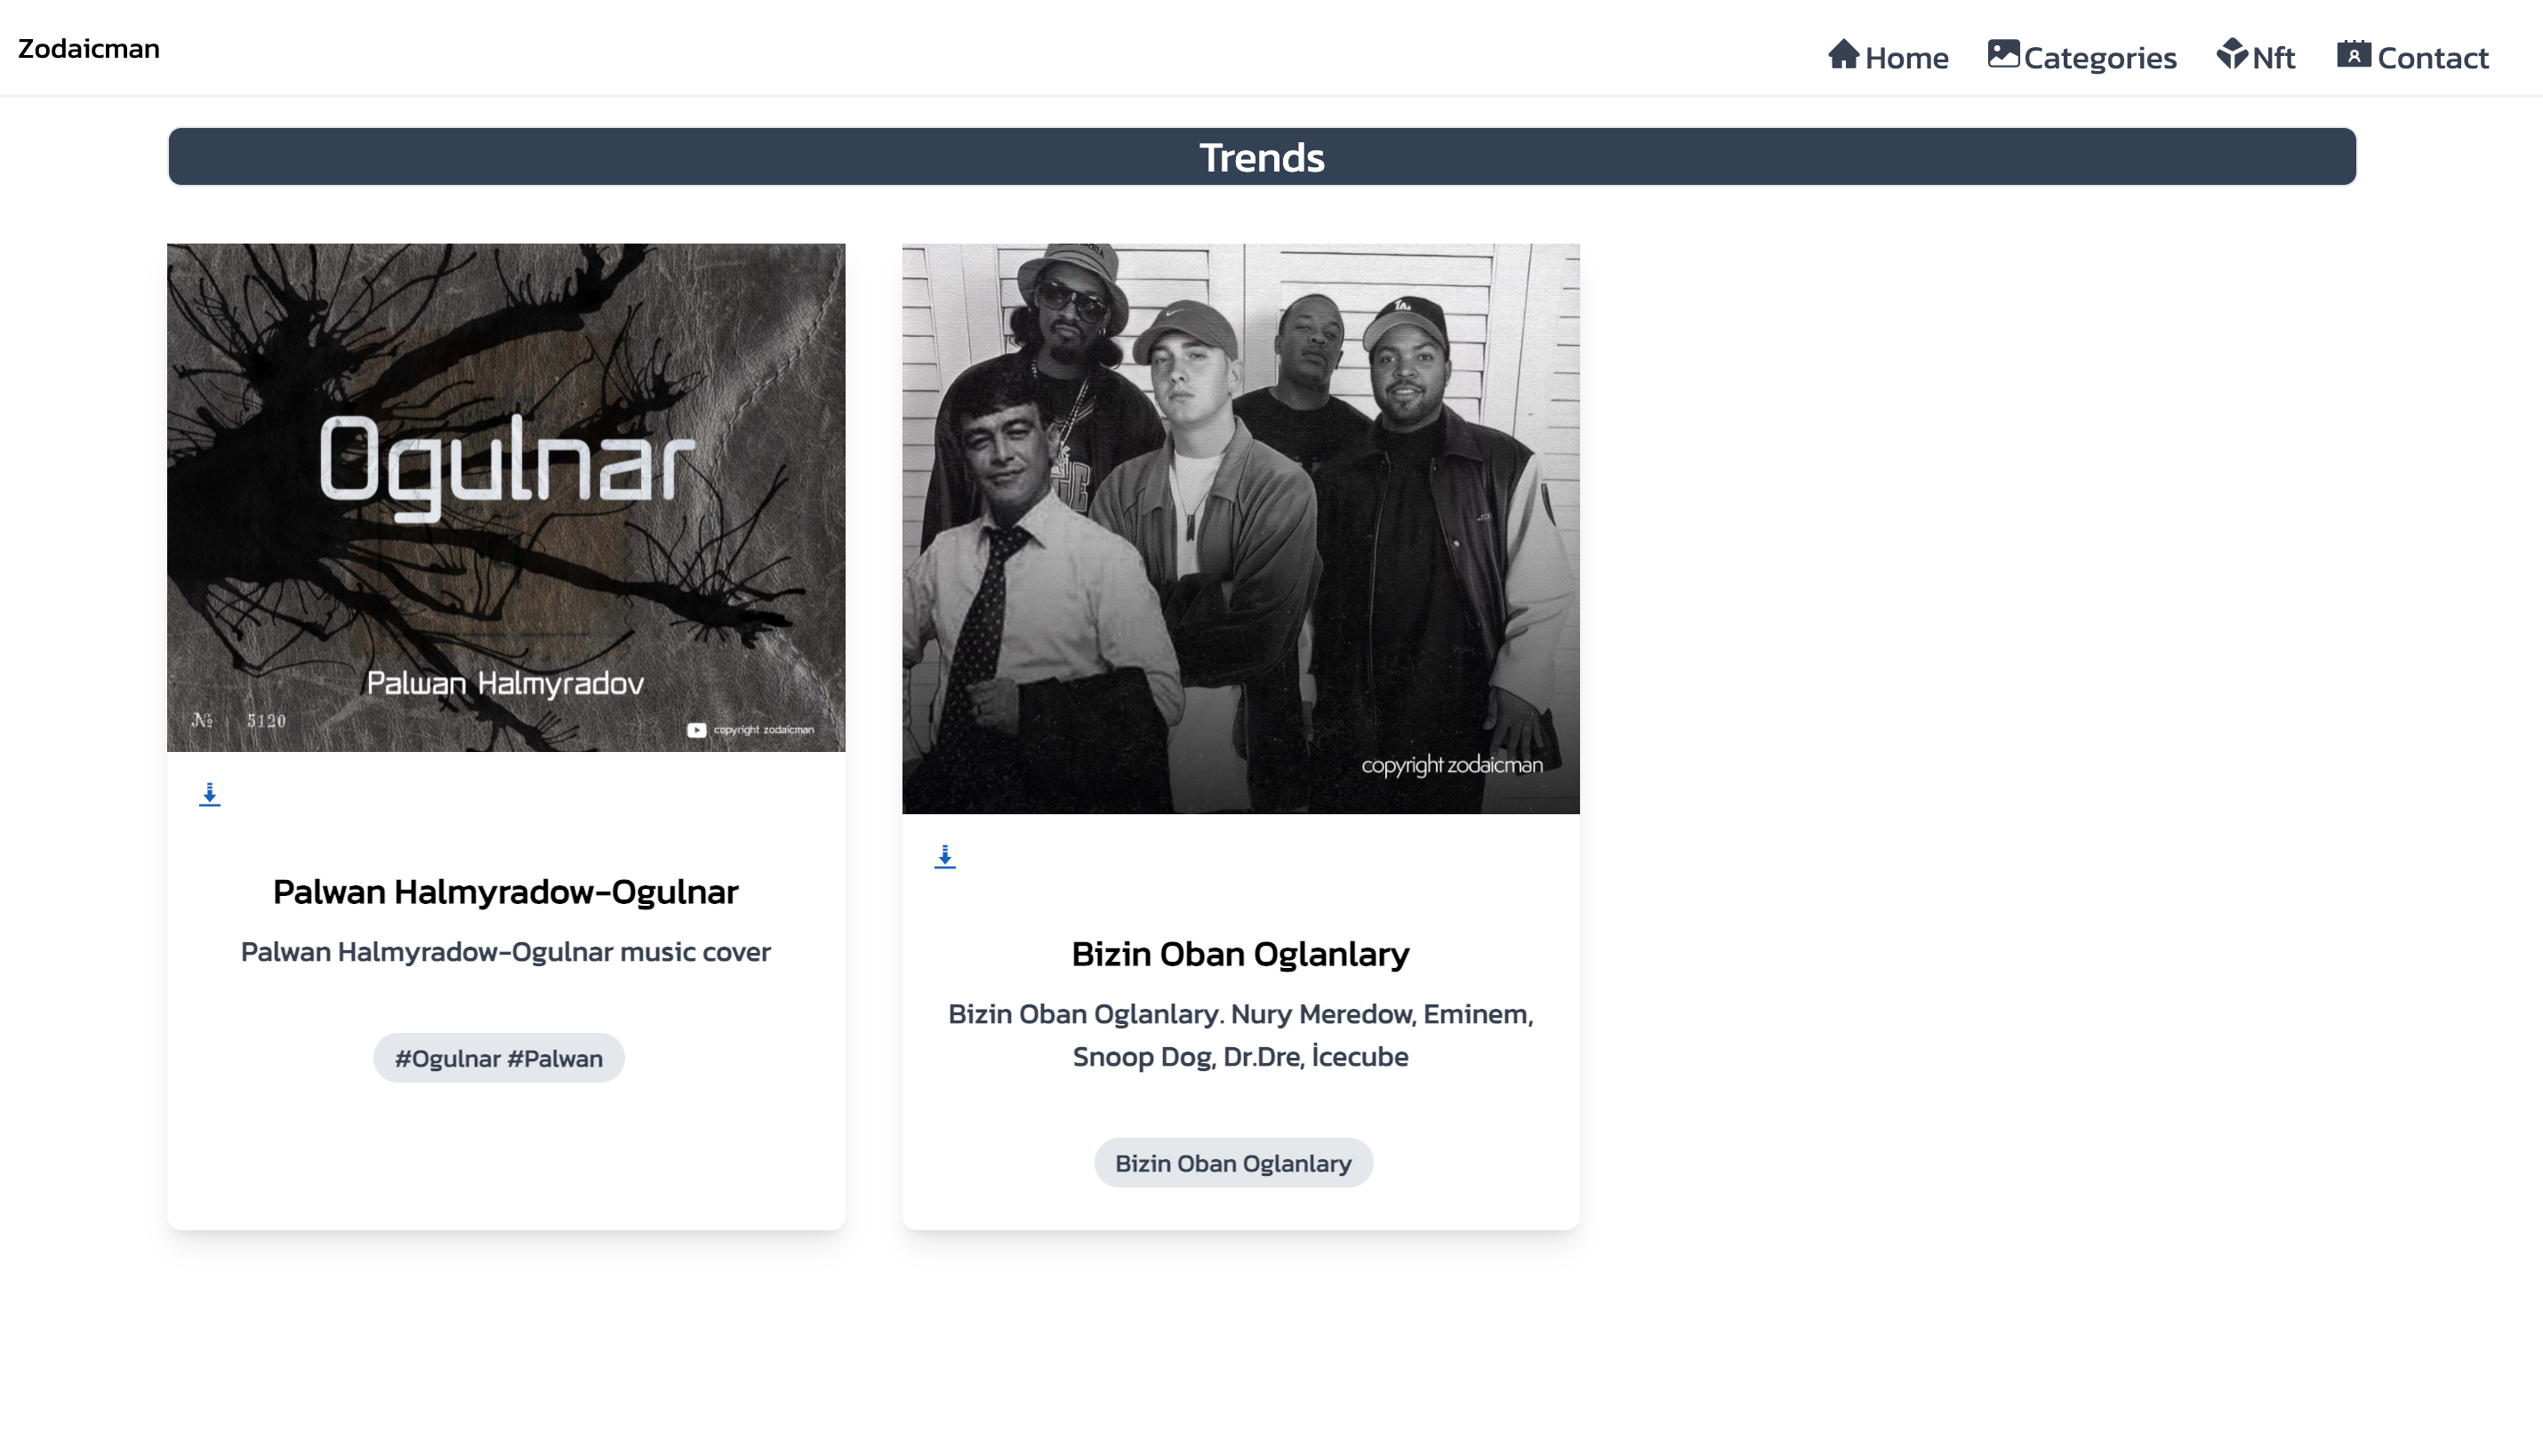 Zodaicman
Home
Categories
Nft
Contact
Trends
Ogulnar
Palwan Halmyradov
№ 5120
copyright zodaicman
copyright zodaicman
Palwan Halmyradow-Ogulnar
Palwan Halmyradow-Ogulnar music cover
#Ogulnar #Palwan
Bizin Oban Oglanlary
Bizin Oban Oglanlary. Nury Meredow, Eminem,
Snoop Dog, Dr.Dre, İcecube
Bizin Oban Oglanlary